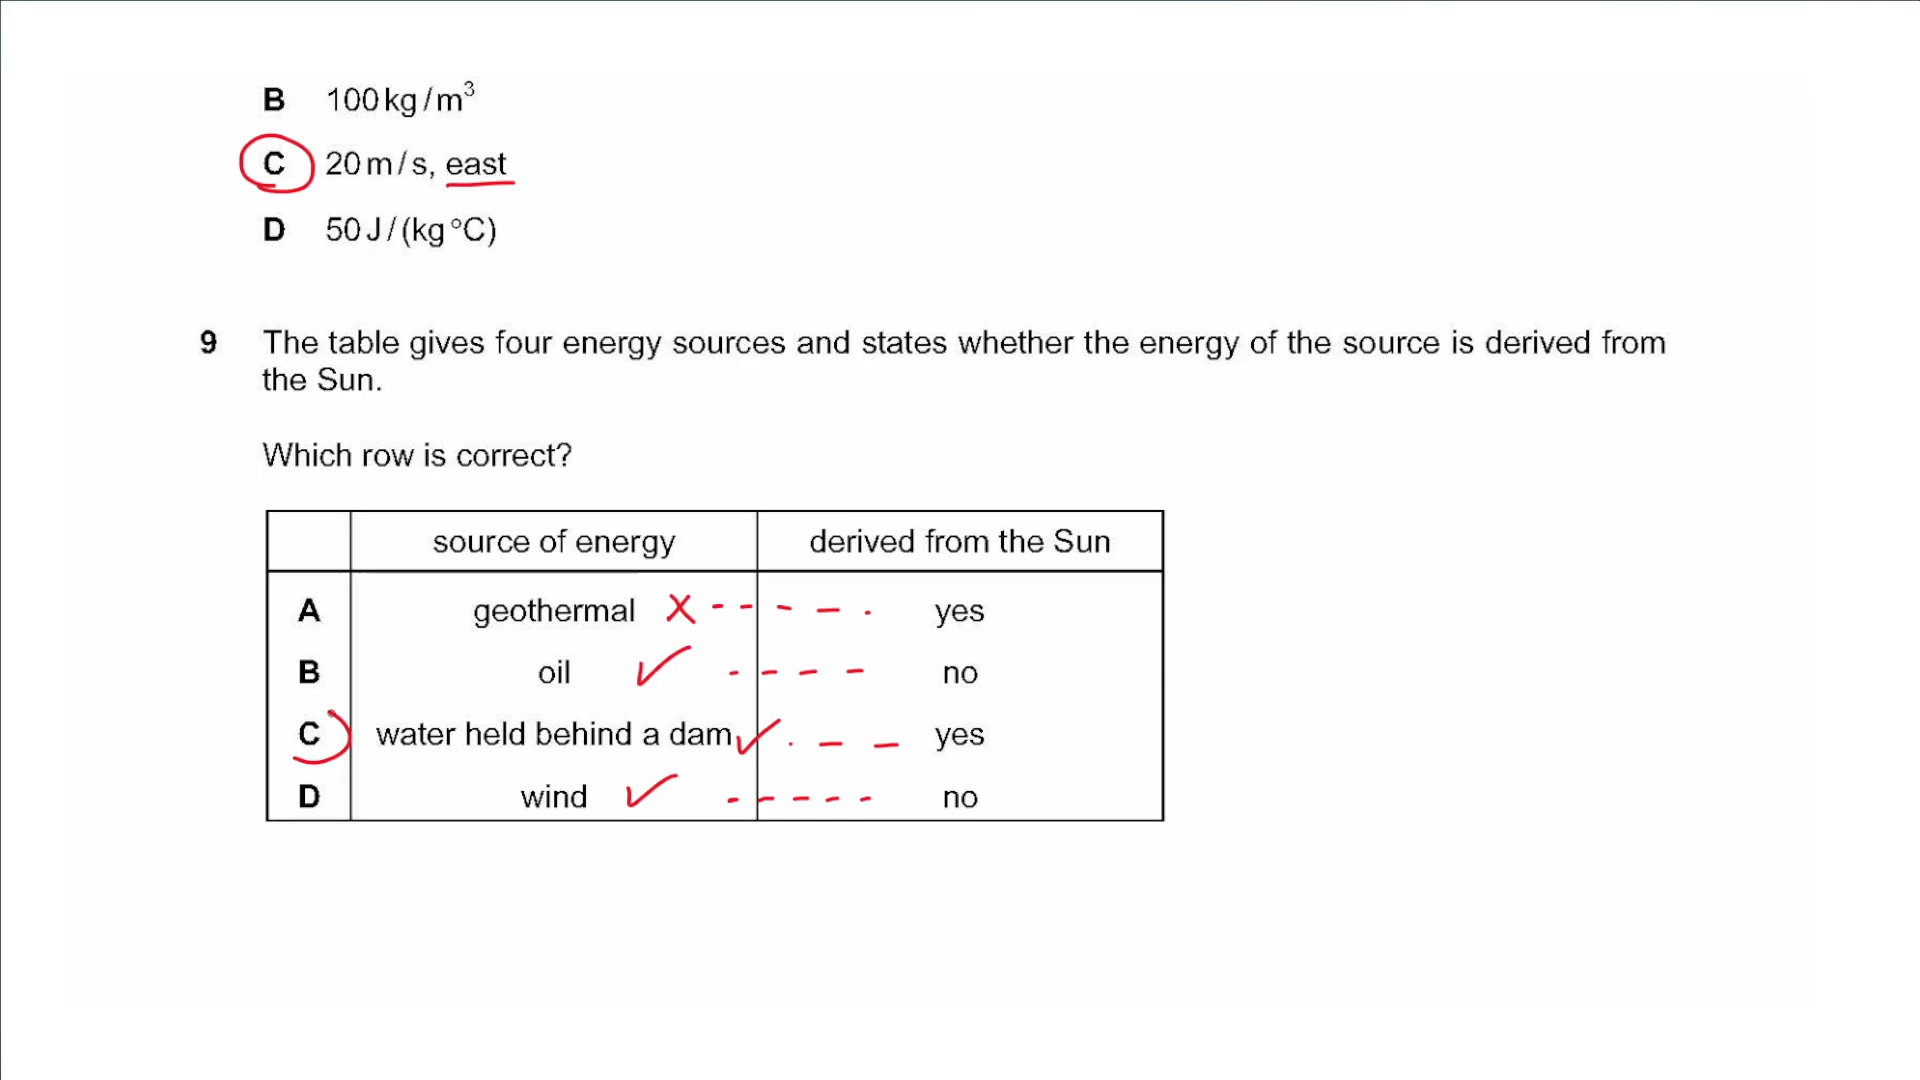 B 100 kg / m³
C 20 m / s, east
D 50 J / (kg °C)
9 The table gives four energy sources and states whether the energy of the source is derived from
the Sun.
Which row is correct?
source of energy derived from the Sun
A geothermal yes
B oil no
C water held behind a dam yes
D wind no